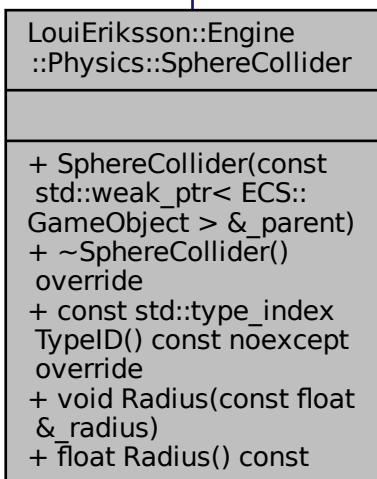 LouiEriksson::Engine
::Physics::SphereCollider
+ SphereCollider(const
std::weak_ptr< ECS::
GameObject > &_parent)
+ ~SphereCollider()
override
+ const std::type_index
TypeID() const noexcept
override
+ void Radius(const float
&_radius)
+ float Radius() const